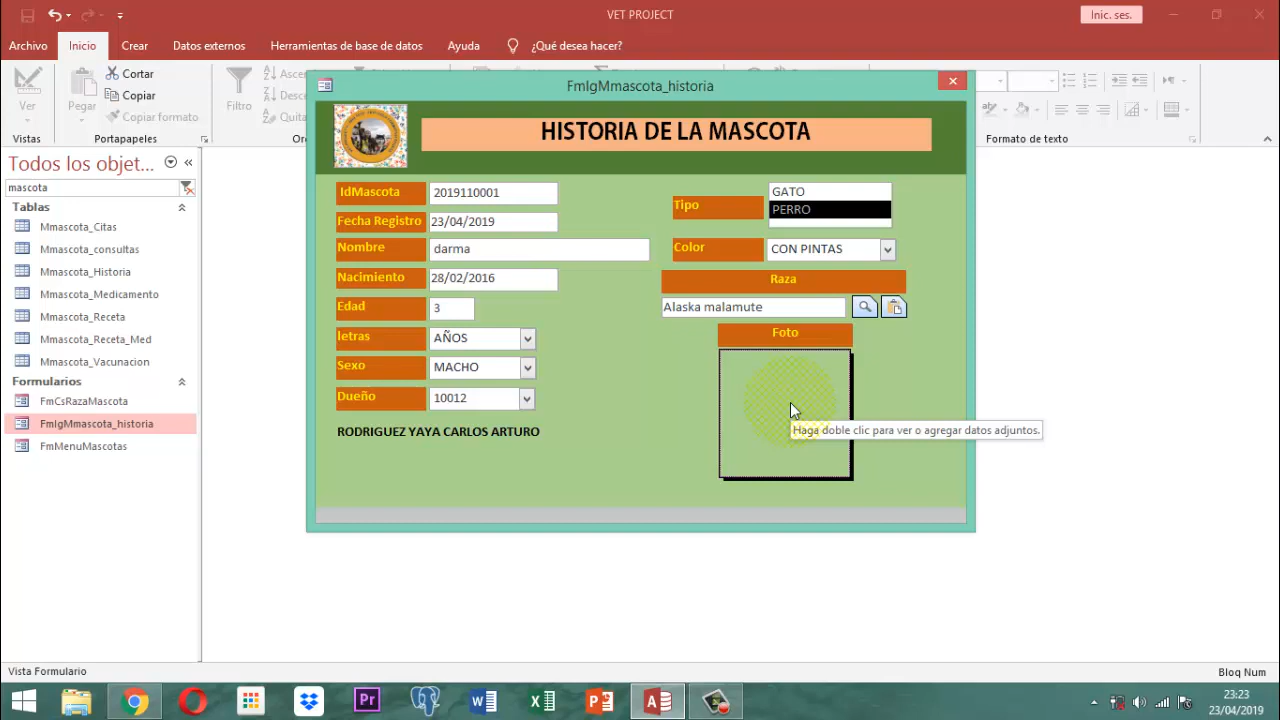 VET PROJECT
Inic. ses.
Archivo
Inicio
Crear
Datos externos
Herramientas de base de datos
Ayuda
¿Qué desea hacer?
Ver
Pegar
Cortar
Copiar
Copiar formato
Filtro
Vistas
Portapapeles
Formato de texto
Todos los objet...
mascota
Tablas
Mmascota_Citas
Mmascota_consultas
Mmascota_Historia
Mmascota_Medicamento
Mmascota_Receta
Mmascota_Receta_Med
Mmascota_Vacunacion
Formularios
FmCsRazaMascota
FmIgMmascota_historia
FmMenuMascotas
FmIgMmascota_historia
HISTORIA DE LA MASCOTA
IdMascota 2019110001
Fecha Registro 23/04/2019
Nombre darma
Nacimiento 28/02/2016
Edad 3
letras AÑOS
Sexo MACHO
Dueño 10012
RODRIGUEZ YAYA CARLOS ARTURO
Tipo
GATO
PERRO
Color CON PINTAS
Raza
Alaska malamute
Foto
Haga doble clic para ver o agregar datos adjuntos.
Vista Formulario
Bloq Num
23:23
23/04/2019